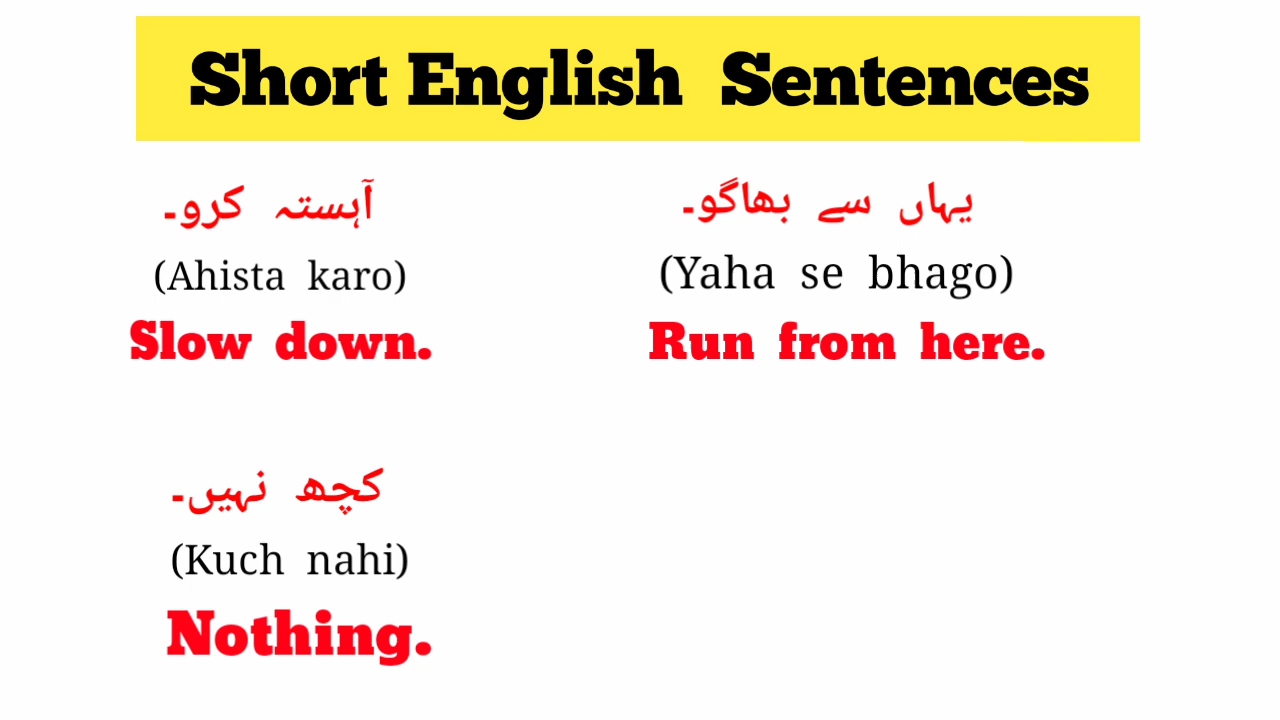 Short English Sentences
آہستہ کرو۔
(Ahista karo)
Slow down.
یہاں سے بھاگو۔
(Yaha se bhago)
Run from here.
کچھ نہیں۔
(Kuch nahi)
Nothing.